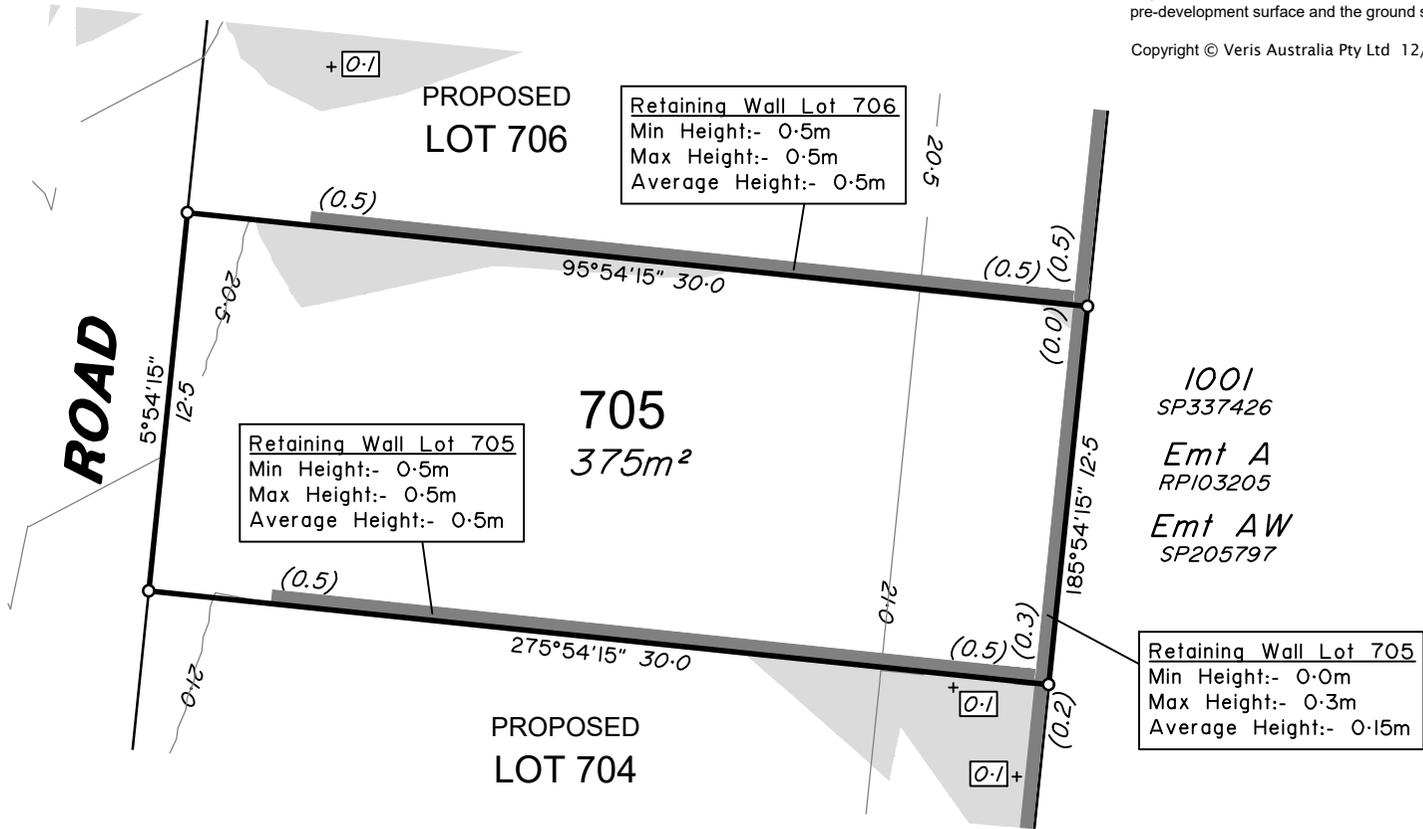 pre-development surface and the ground s
Copyright © Veris Australia Pty Ltd 12/
0·1
PROPOSED
LOT 706
Retaining Wall Lot 706
Min Height:- 0·5m
Max Height:- 0·5m
Average Height:- 0·5m
20·5
(0.5)
(0.5)
(0.5)
95°54'15" 30·0
20·5
(0.0)
ROAD
5°54'15"
12·5
705
375m²
1001
SP337426
Emt A
RP103205
Emt AW
SP205797
185°54'15" 12·5
Retaining Wall Lot 705
Min Height:- 0·5m
Max Height:- 0·5m
Average Height:- 0·5m
(0.5)
21·0
(0.3)
(0.5)
275°54'15" 30·0
21·0
Retaining Wall Lot 705
Min Height:- 0·0m
Max Height:- 0·3m
Average Height:- 0·15m
0·1
(0.2)
PROPOSED
LOT 704
0·1